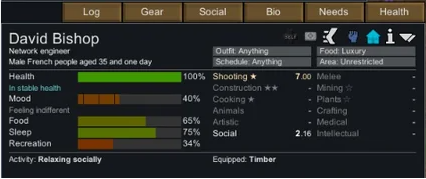 Log Gear Social Bio Needs Health
David Bishop
SELF
Network engineer Outfit: Anything Food: Luxury
Male French people aged 35 and one day Schedule: Anything Area: Unrestricted
Health 100% Shooting ★ 7.00 Melee -
In stable health Construction ★★ - Mining ☆ -
Mood 40% Cooking ★ - Plants ☆ -
Feeling indifferent Animals - Crafting -
Food 65% Artistic - Medical -
Sleep 75% Social 2.16 Intellectual -
Recreation 34%
Activity: Relaxing socially Equipped: Timber